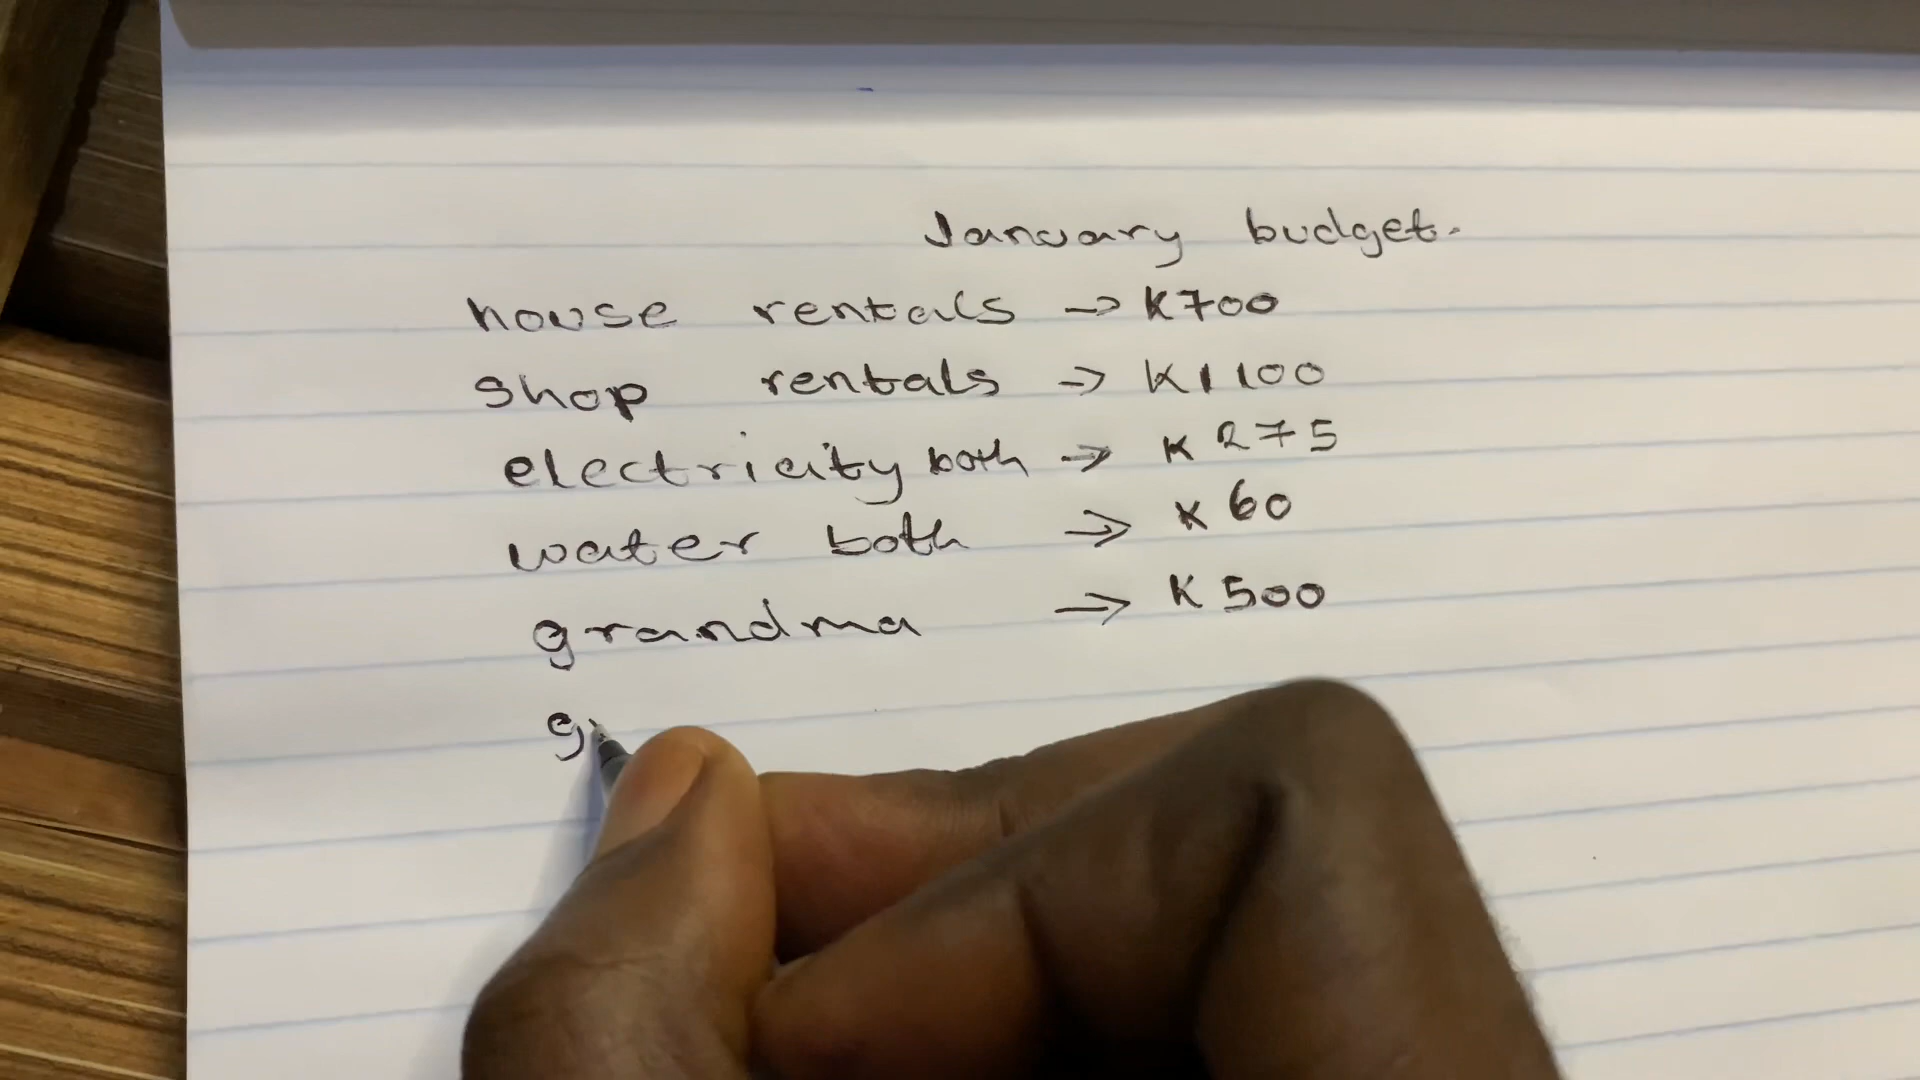 January budget.
house rentals → K700
shop rentals → K1100
electricity both → K275
water both → K60
grandma → K500
g